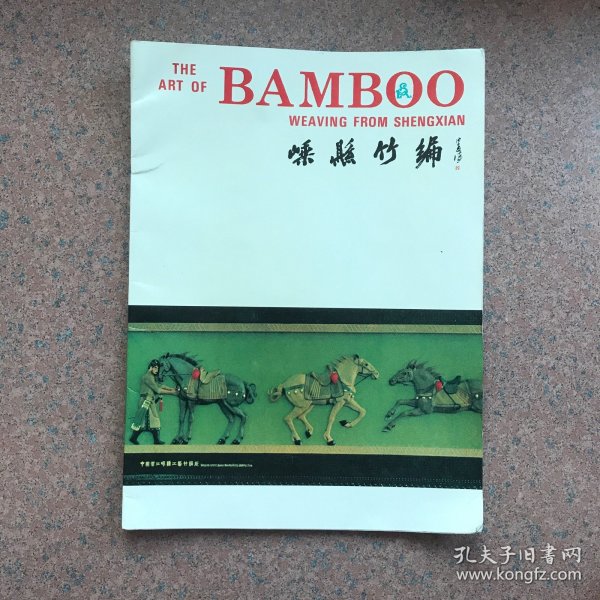 THE
ART OF
BAMBOO
WEAVING FROM SHENGXIAN
嵊縣竹編
孔夫子旧書网
www.kongfz.com